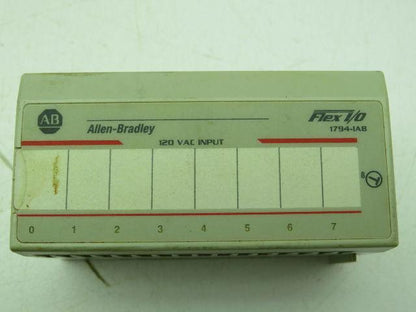 AB
Allen-Bradley
Flex I/O
1794-IA8
120 VAC INPUT
0 1 2 3 4 5 6 7